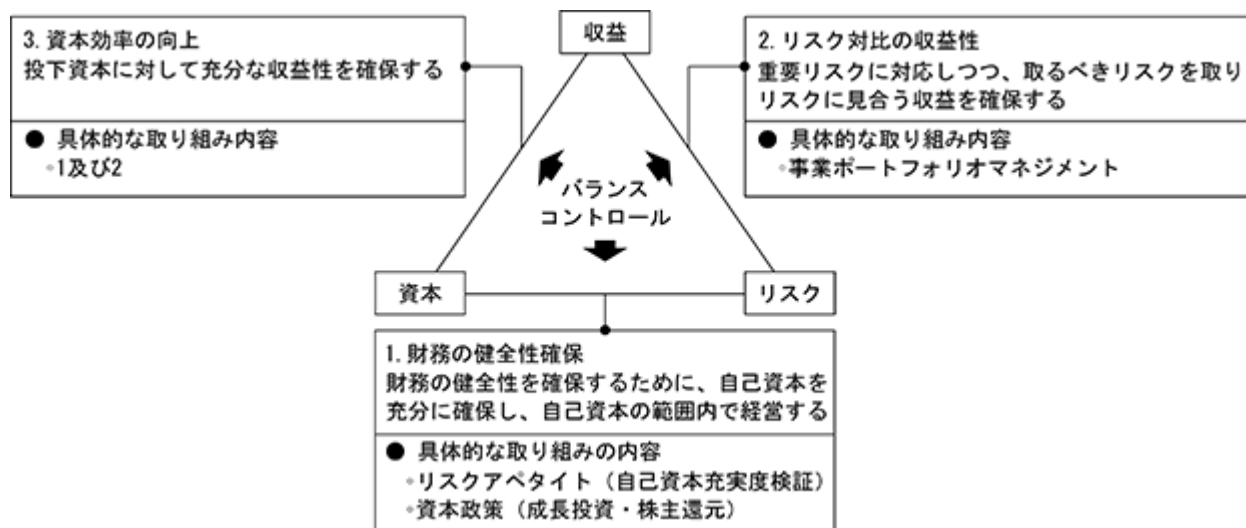 収益
3. 資本効率の向上
投下資本に対して充分な収益性を確保する
● 具体的な取り組み内容
◦1及び2
2. リスク対比の収益性
重要リスクに対応しつつ、取るべきリスクを取り
リスクに見合う収益を確保する
● 具体的な取り組み内容
◦事業ポートフォリオマネジメント
バランス
コントロール
資本
リスク
1. 財務の健全性確保
財務の健全性を確保するために、自己資本を
充分に確保し、自己資本の範囲内で経営する
● 具体的な取り組みの内容
◦リスクアペタイト（自己資本充実度検証）
◦資本政策（成長投資・株主還元）